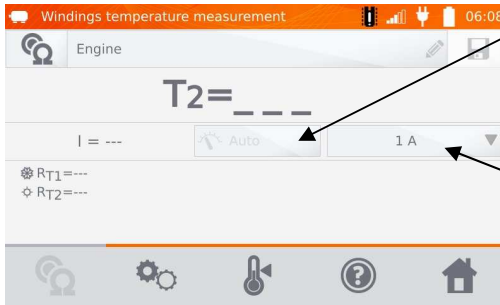 Windings temperature measurement 06:08
Engine
T2=_ _ _
I = --- Auto 1 A
RT1=---
RT2=---